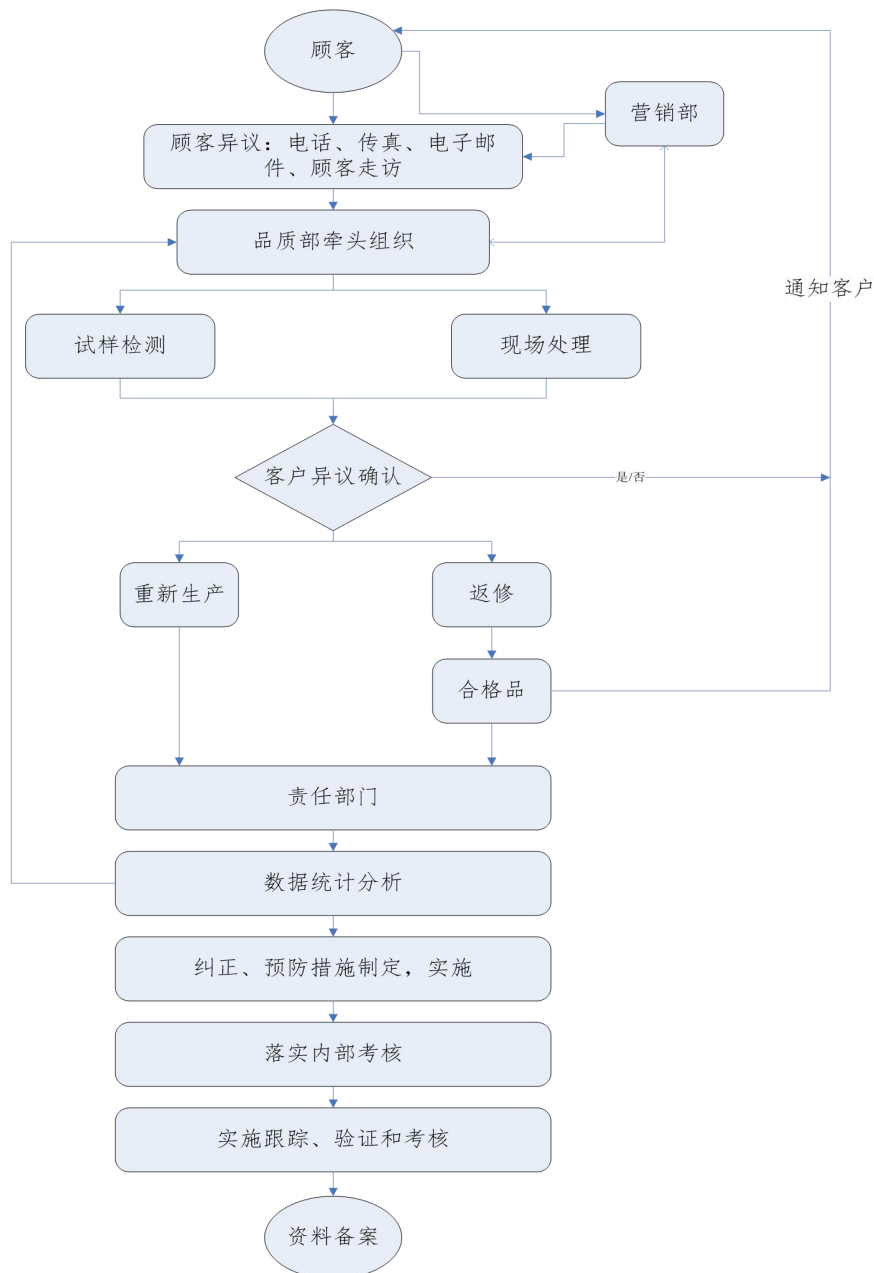 顾客
营销部
顾客异议：电话、传真、电子邮
件、顾客走访
品质部牵头组织
通知客户
试样检测
现场处理
客户异议确认
是/否
重新生产
返修
合格品
责任部门
数据统计分析
纠正、预防措施制定，实施
落实内部考核
实施跟踪、验证和考核
资料备案